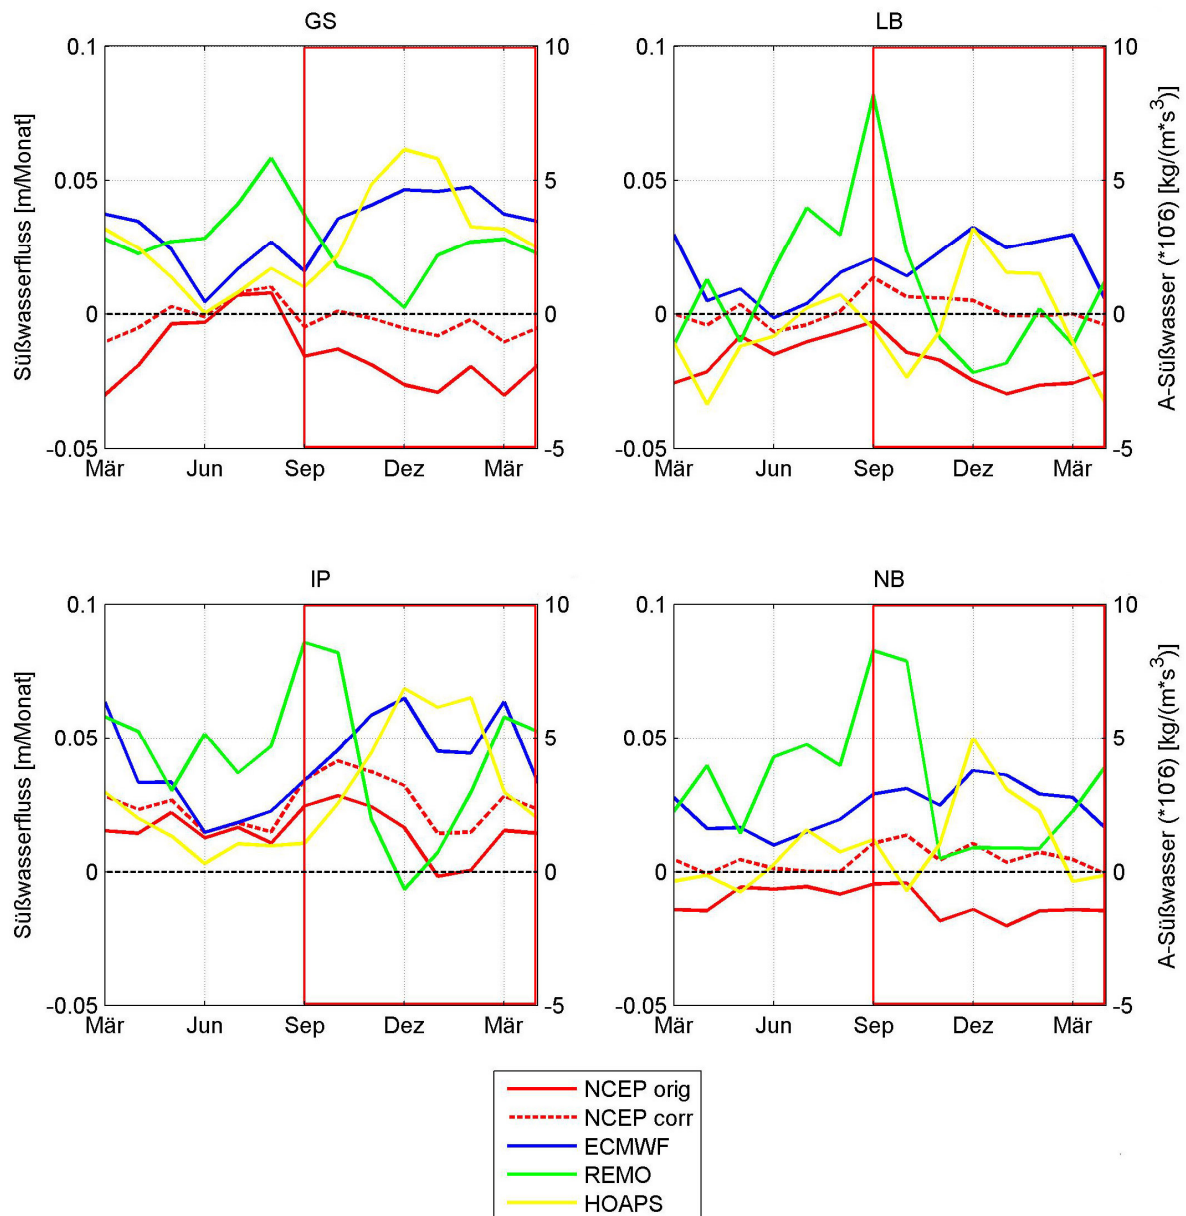 GS
0.1
0.05
0
-0.05
10
5
0
-5
Mär Jun Sep Dez Mär
Süßwasserfluss [m/Monat]
LB
0.1
0.05
0
-0.05
10
5
0
-5
Mär Jun Sep Dez Mär
A-Süßwasser (*10^6) [kg/(m*s^3)]
IP
0.1
0.05
0
-0.05
10
5
0
-5
Mär Jun Sep Dez Mär
Süßwasserfluss [m/Monat]
NB
0.1
0.05
0
-0.05
10
5
0
-5
Mär Jun Sep Dez Mär
A-Süßwasser (*10^6) [kg/(m*s^3)]
NCEP orig
NCEP corr
ECMWF
REMO
HOAPS